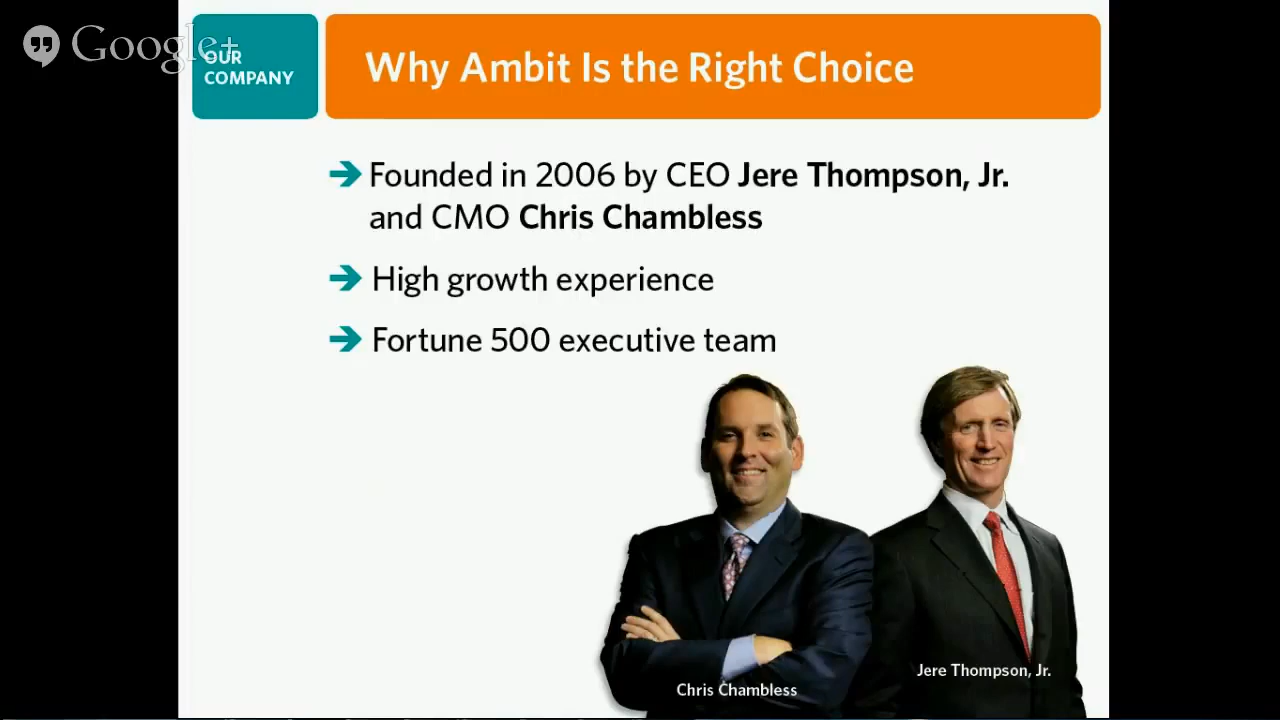 Google+
OUR
COMPANY
Why Ambit Is the Right Choice
Founded in 2006 by CEO Jere Thompson, Jr.
and CMO Chris Chambless
High growth experience
Fortune 500 executive team
Jere Thompson, Jr.
Chris Chambless